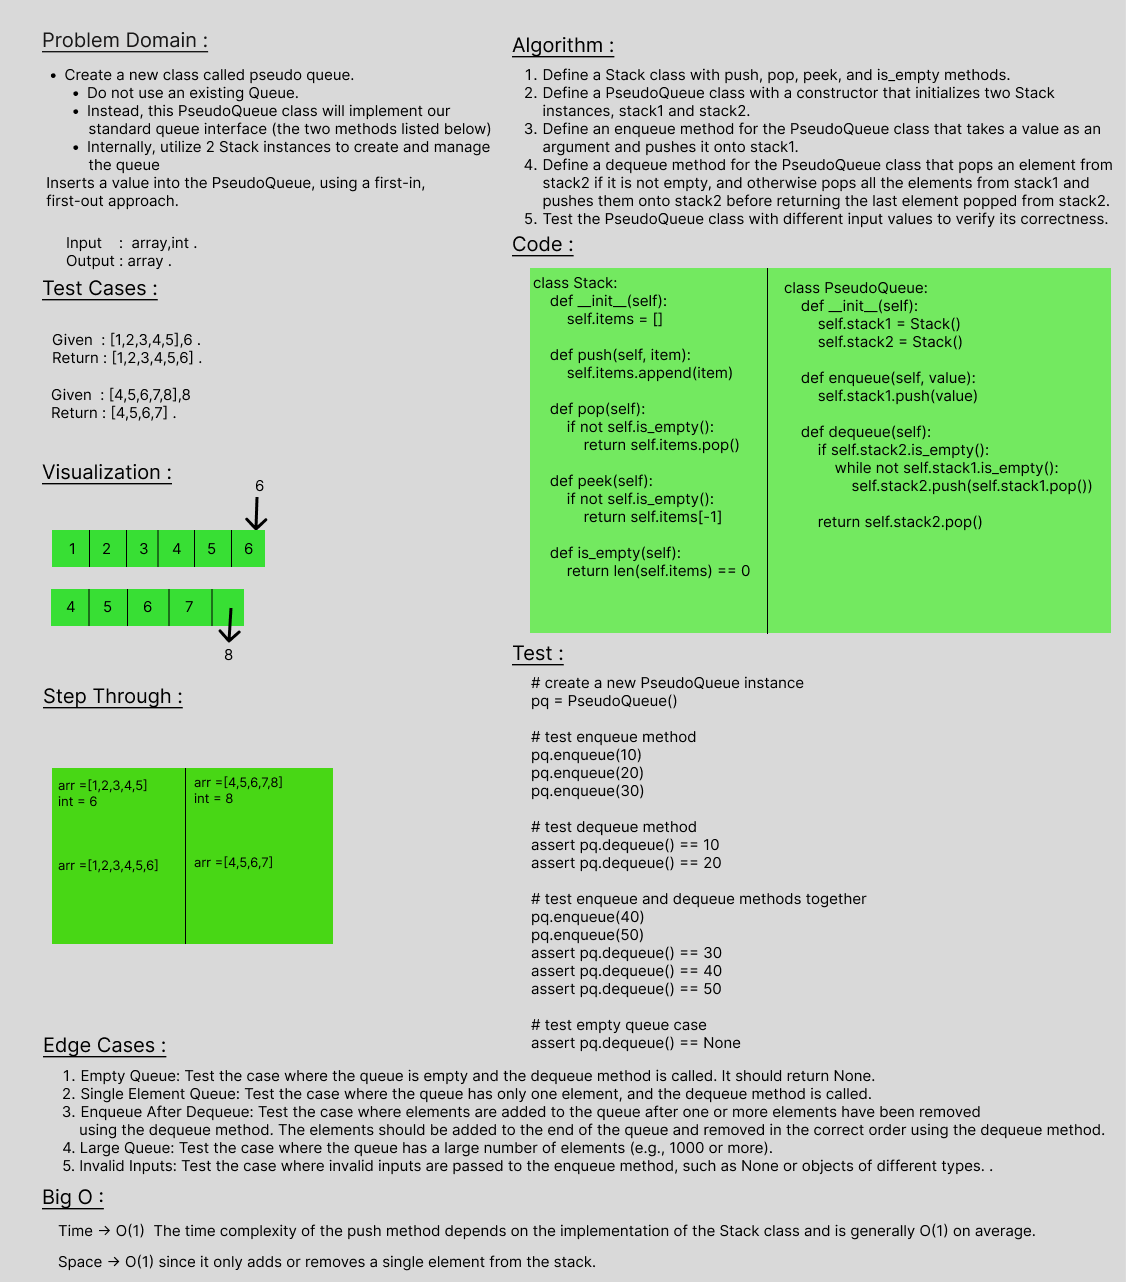 Problem Domain :
• Create a new class called pseudo queue.
• Do not use an existing Queue.
• Instead, this PseudoQueue class will implement our
standard queue interface (the two methods listed below)
• Internally, utilize 2 Stack instances to create and manage
the queue
Inserts a value into the PseudoQueue, using a first-in,
first-out approach.
Input : array,int .
Output : array .
Test Cases :
Given : [1,2,3,4,5],6 .
Return : [1,2,3,4,5,6] .
Given : [4,5,6,7,8],8
Return : [4,5,6,7] .
Visualization :
6
1 2 3 4 5 6
4 5 6 7
8
Step Through :
arr =[1,2,3,4,5]
int = 6
arr =[1,2,3,4,5,6]
arr =[4,5,6,7,8]
int = 8
arr =[4,5,6,7]
Algorithm :
1. Define a Stack class with push, pop, peek, and is_empty methods.
2. Define a PseudoQueue class with a constructor that initializes two Stack
instances, stack1 and stack2.
3. Define an enqueue method for the PseudoQueue class that takes a value as an
argument and pushes it onto stack1.
4. Define a dequeue method for the PseudoQueue class that pops an element from
stack2 if it is not empty, and otherwise pops all the elements from stack1 and
pushes them onto stack2 before returning the last element popped from stack2.
5. Test the PseudoQueue class with different input values to verify its correctness.
Code :
class Stack:
def __init__(self):
self.items = []
def push(self, item):
self.items.append(item)
def pop(self):
if not self.is_empty():
return self.items.pop()
def peek(self):
if not self.is_empty():
return self.items[-1]
def is_empty(self):
return len(self.items) == 0
class PseudoQueue:
def __init__(self):
self.stack1 = Stack()
self.stack2 = Stack()
def enqueue(self, value):
self.stack1.push(value)
def dequeue(self):
if self.stack2.is_empty():
while not self.stack1.is_empty():
self.stack2.push(self.stack1.pop())
return self.stack2.pop()
Test :
# create a new PseudoQueue instance
pq = PseudoQueue()
# test enqueue method
pq.enqueue(10)
pq.enqueue(20)
pq.enqueue(30)
# test dequeue method
assert pq.dequeue() == 10
assert pq.dequeue() == 20
# test enqueue and dequeue methods together
pq.enqueue(40)
pq.enqueue(50)
assert pq.dequeue() == 30
assert pq.dequeue() == 40
assert pq.dequeue() == 50
# test empty queue case
assert pq.dequeue() == None
Edge Cases :
1. Empty Queue: Test the case where the queue is empty and the dequeue method is called. It should return None.
2. Single Element Queue: Test the case where the queue has only one element, and the dequeue method is called.
3. Enqueue After Dequeue: Test the case where elements are added to the queue after one or more elements have been removed
using the dequeue method. The elements should be added to the end of the queue and removed in the correct order using the dequeue method.
4. Large Queue: Test the case where the queue has a large number of elements (e.g., 1000 or more).
5. Invalid Inputs: Test the case where invalid inputs are passed to the enqueue method, such as None or objects of different types. .
Big O :
Time -> O(1) The time complexity of the push method depends on the implementation of the Stack class and is generally O(1) on average.
Space -> O(1) since it only adds or removes a single element from the stack.